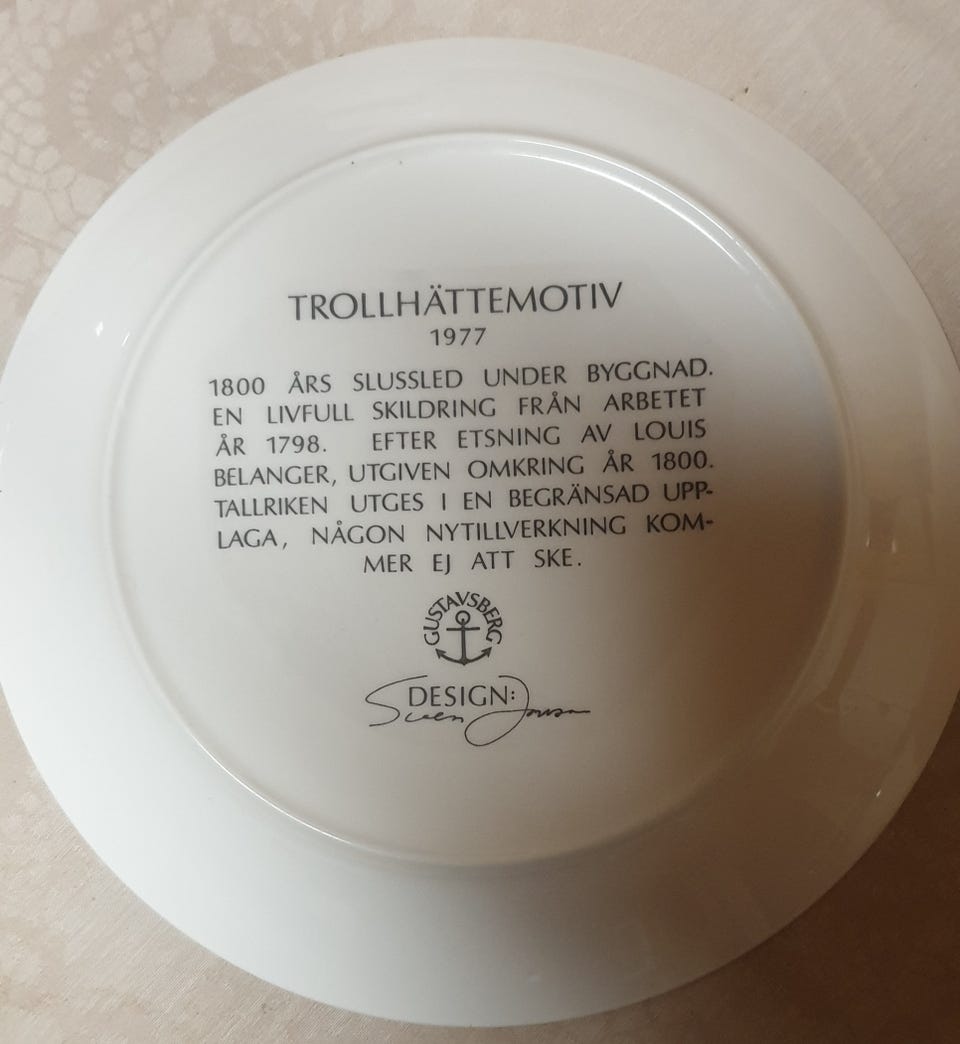 TROLLHÄTTEMOTIV
1977
1800 ÅRS SLUSSLED UNDER BYGGNAD.
EN LIVFULL SKILDRING FRÅN ARBETET
ÅR 1798. EFTER ETSNING AV LOUIS
BELANGER, UTGIVEN OMKRING ÅR 1800.
TALLRIKEN UTGES I EN BEGRÄNSAD UPP-
LAGA, NÅGON NYTILLVERKNING KOM-
MER EJ ATT SKE.
GUSTAVSBERG
DESIGN:
Sven Jonson